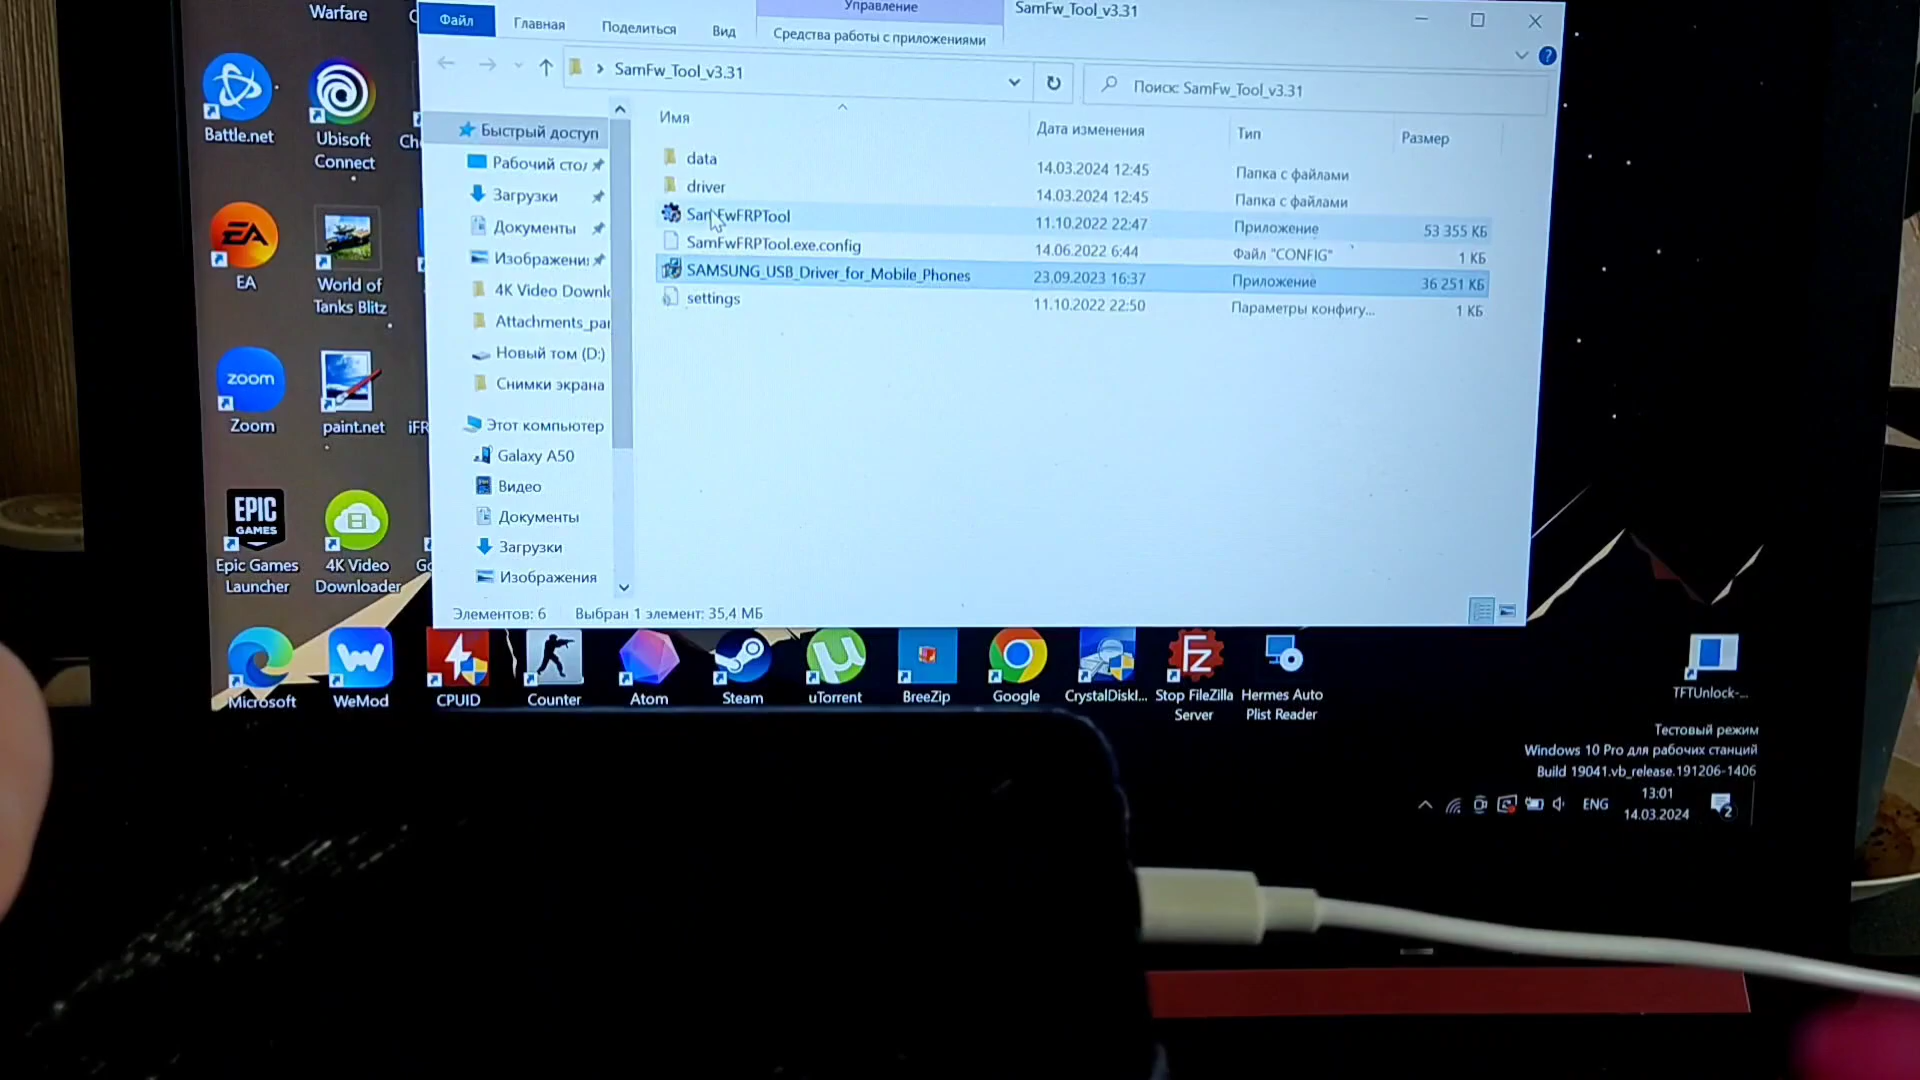 Warfare
Battle.net
Ubisoft
Connect
EA
EA
World of
Tanks Blitz
zoom
Zoom
paint.net
EPIC
GAMES
Epic Games
Launcher
4K Video
Downloader
Файл
Главная
Поделиться
Вид
Управление
Средства работы с приложениями
SamFw_Tool_v3.31
SamFw_Tool_v3.31
Поиск: SamFw_Tool_v3.31
Быстрый доступ
Рабочий сто
Загрузки
Документы
Изображени
4K Video Downl
Attachments_pa
Новый том (D:)
Снимки экрана
Этот компьютер
Galaxy A50
Видео
Документы
Загрузки
Изображения
Имя
Дата изменения
Тип
Размер
data
14.03.2024 12:45
Папка с файлами
driver
14.03.2024 12:45
Папка с файлами
SamFwFRPTool
11.10.2022 22:47
Приложение
53 355 КБ
SamFwFRPTool.exe.config
14.06.2022 6:44
Файл "CONFIG"
1 КБ
SAMSUNG_USB_Driver_for_Mobile_Phones
23.09.2023 16:37
Приложение
36 251 КБ
settings
11.10.2022 22:50
Параметры конфигу...
1 КБ
Элементов: 6
Выбран 1 элемент: 35,4 МБ
Microsoft
WeMod
CPUID
Counter
Atom
Steam
uTorrent
BreeZip
Google
CrystalDiskI...
Stop FileZilla
Server
Hermes Auto
Plist Reader
TFTUnlock-...
Тестовый режим
Windows 10 Pro для рабочих станций
Build 19041.vb_release.191206-1406
ENG
13:01
14.03.2024
2